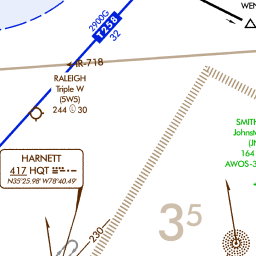 WEN
2900G
T258
32
IR-718
RALEIGH
Triple W
(5W5)
244 30
SMITH
Johnst
(JN
164
AWOS-3
HARNETT
417 HQT
N35°25.98' W78°40.49'
230
3⁵